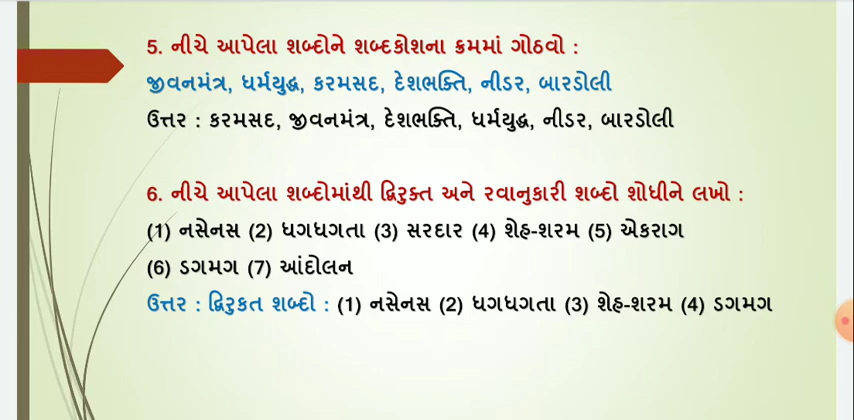 5. નીચે આપેલા શબ્દોને શબ્દકોશના ક્રમમાં ગોઠવો :
જીવનમંત્ર, ધર્મયુદ્ધ, કરમસદ, દેશભક્તિ, નીડર, બારડોલી
ઉત્તર : કરમસદ, જીવનમંત્ર, દેશભક્તિ, ધર્મયુદ્ધ, નીડર, બારડોલી
6. નીચે આપેલા શબ્દોમાંથી દ્વિરુક્ત અને રવાનુકારી શબ્દો શોધીને લખો :
(1) નસેનસ (2) ધગધગતા (3) સરદાર (4) શેહ-શરમ (5) એકરાગ
(6) ડગમગ (7) આંદોલન
ઉત્તર : દ્વિરુકત શબ્દો : (1) નસેનસ (2) ધગધગતા (3) શેહ-શરમ (4) ડગમગ